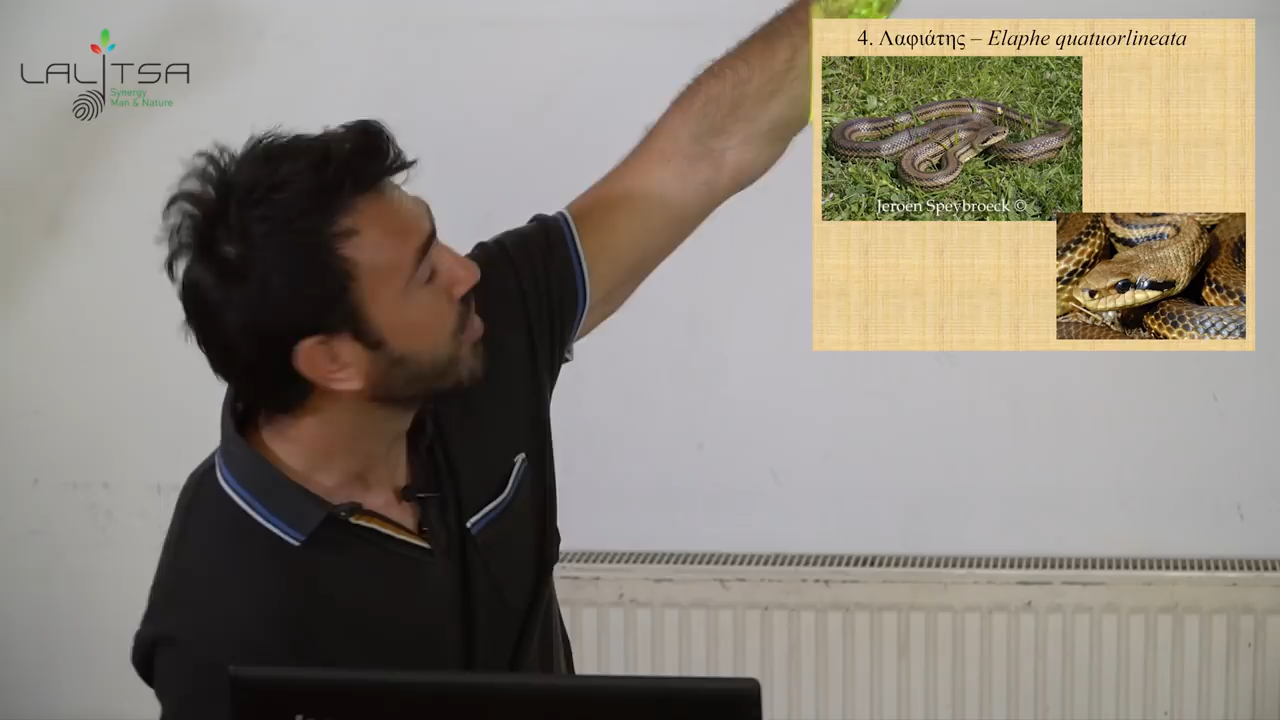 LALITSA
Synergy
Man & Nature
4. Λαφιάτης – Elaphe quatuorlineata
Jeroen Speybroeck ©